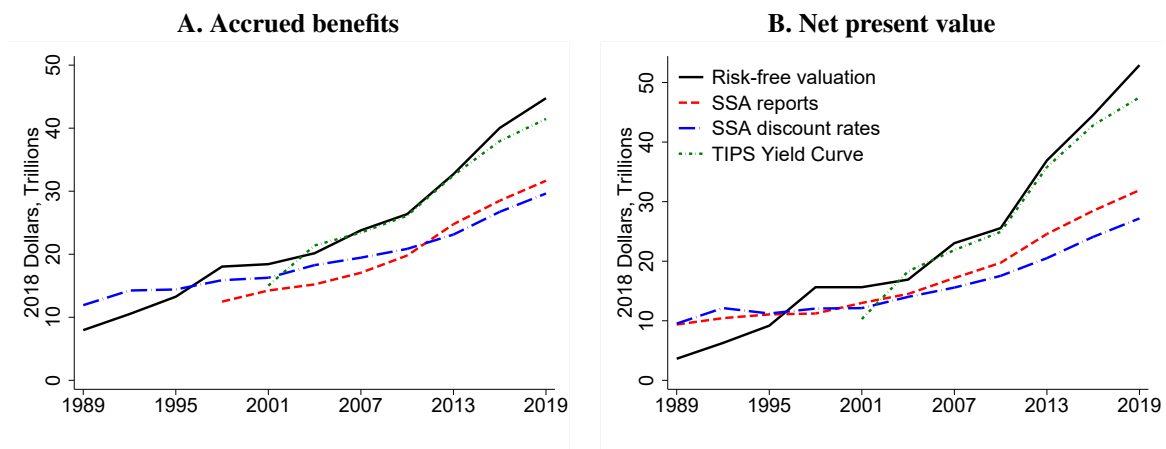 A. Accrued benefits
2018 Dollars, Trillions
50
40
30
20
10
0
1989 1995 2001 2007 2013 2019
B. Net present value
2018 Dollars, Trillions
50
40
30
20
10
0
Risk-free valuation
SSA reports
SSA discount rates
TIPS Yield Curve
1989 1995 2001 2007 2013 2019